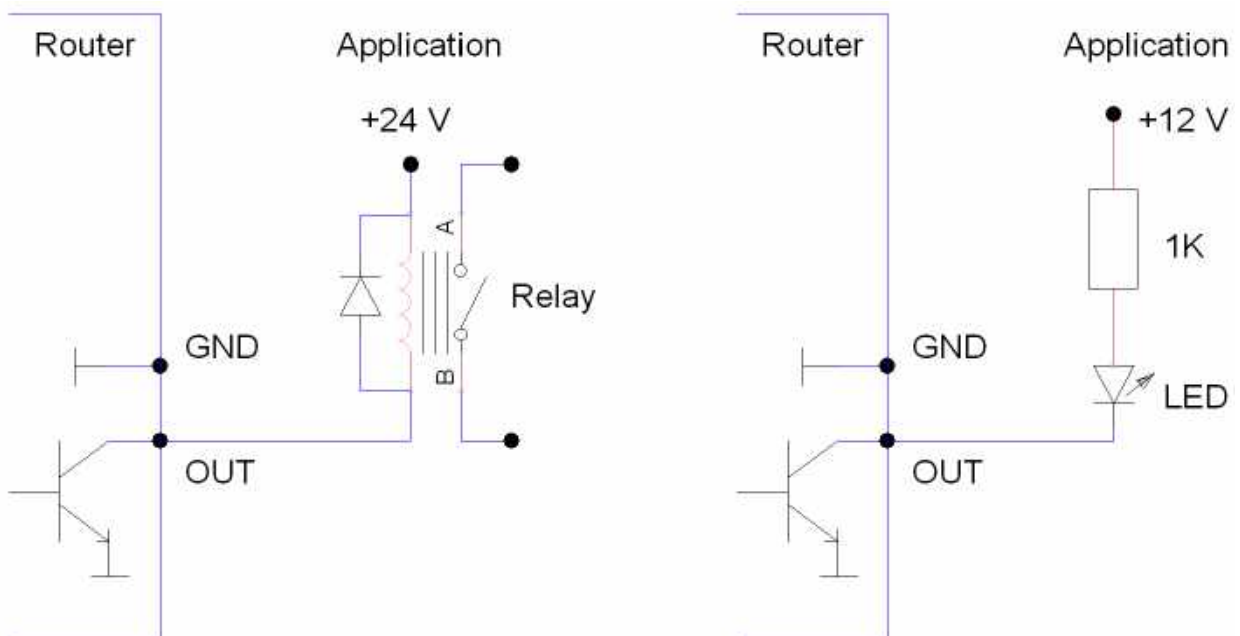 Router
Application
+24 V
A
Relay
B
GND
OUT
Router
Application
+12 V
1K
GND
LED
OUT